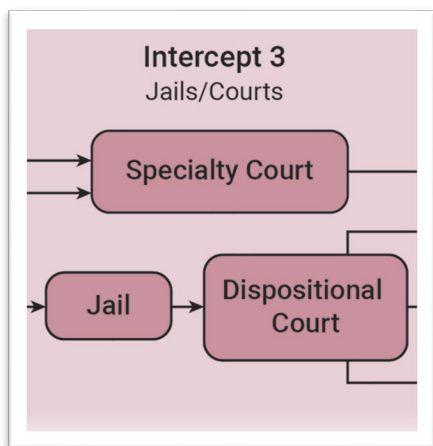 Intercept 3
Jails/Courts
Specialty Court
Jail
Dispositional
Court